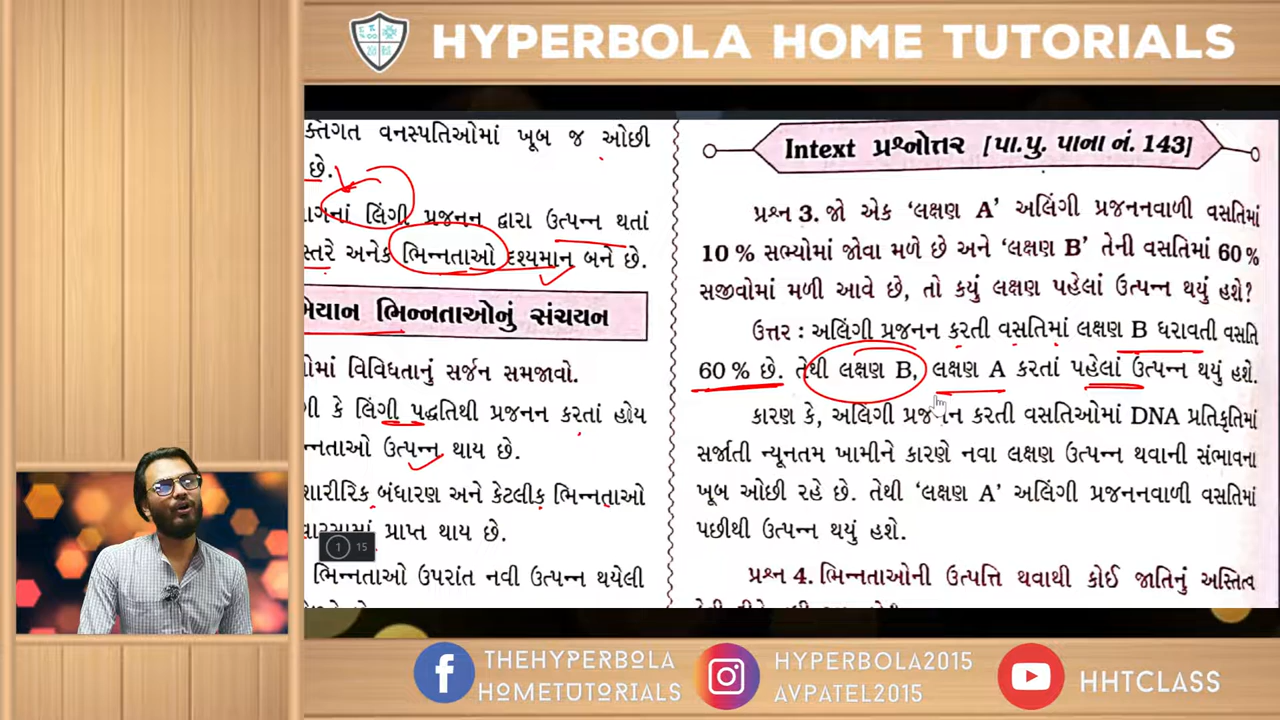 HYPERBOLA HOME TUTORIALS
ક્તિગત વનસ્પતિઓમાં ખૂબ જ ઓછી
છે.
લિંગી પ્રજનન દ્વારા ઉત્પન્ન થતાં
સ્તરે અનેક ભિન્નતાઓ દશ્યમાન બને છે.
ભિન્નતાઓનું સંચયન
ોમાં વિવિધતાનું સર્જન સમજાવો.
ગી કે લિંગી પદ્ધતિથી પ્રજનન કરતાં હોય
ન્નતાઓ ઉત્પન્ન થાય છે.
શારીરિક બંધારણ અને કેટલીક ભિન્નતાઓ
પ્રાપ્ત થાય છે.
1 15
ભિન્નતાઓ ઉપરાંત નવી ઉત્પન્ન થયેલી
Intext પ્રશ્નોત્તર [પા.પુ. પાના નં. 143]
પ્રશ્ન 3. જો એક ‘લક્ષણ A’ અલિંગી પ્રજનનવાળી વસતિમાં
10 % સભ્યોમાં જોવા મળે છે અને ‘લક્ષણ B’ તેની વસતિમાં 60 %
સજીવોમાં મળી આવે છે, તો કયું લક્ષણ પહેલાં ઉત્પન્ન થયું હશે?
ઉત્તર : અલિંગી પ્રજનન કરતી વસતિમાં લક્ષણ B ધરાવતી વસતિ
60 % છે. તેથી લક્ષણ B, લક્ષણ A કરતાં પહેલાં ઉત્પન્ન થયું હશે.
કારણ કે, અલિંગી પ્રજનન કરતી વસતિઓમાં DNA પ્રતિકૃતિમાં
સર્જાતી ન્યૂનતમ ખામીને કારણે નવા લક્ષણ ઉત્પન્ન થવાની સંભાવના
ખૂબ ઓછી રહે છે. તેથી ‘લક્ષણ A’ અલિંગી પ્રજનનવાળી વસતિમાં
પછીથી ઉત્પન્ન થયું હશે.
પ્રશ્ન 4. ભિન્નતાઓની ઉત્પત્તિ થવાથી કોઈ જાતિનું અસ્તિત્વ
THEHYPERBOLA
HOMETUTORIALS
HYPERBOLA2015
AVPATEL2015
HHTCLASS